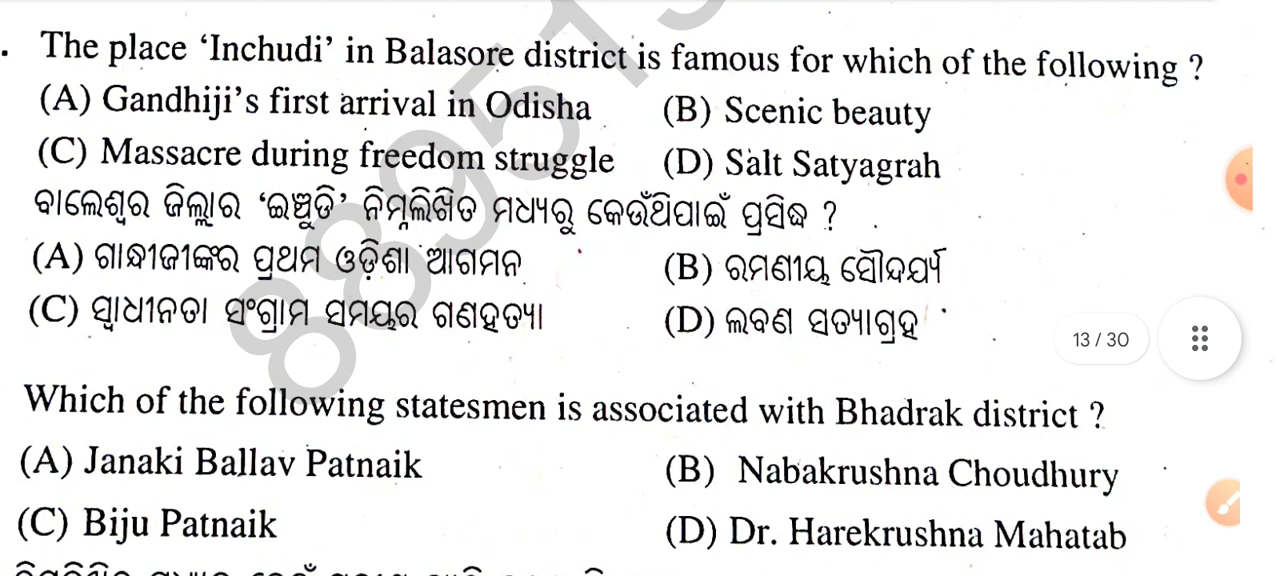 . The place ‘Inchudi’ in Balasore district is famous for which of the following ?
(A) Gandhiji’s first arrival in Odisha (B) Scenic beauty
(C) Massacre during freedom struggle (D) Salt Satyagrah
ବାଲେଶ୍ୱର ଜିଲ୍ଲାର ‘ଇଞ୍ଚୁଡ଼ି’ ନିମ୍ନଲିଖିତ ମଧ୍ୟରୁ କେଉଁଥିପାଇଁ ପ୍ରସିଦ୍ଧ ?
(A) ଗାନ୍ଧୀଜୀଙ୍କର ପ୍ରଥମ ଓଡ଼ିଶା ଆଗମନ (B) ରମଣୀୟ ସୌନ୍ଦର୍ଯ୍ୟ
(C) ସ୍ୱାଧୀନତା ସଂଗ୍ରାମ ସମୟର ଗଣହତ୍ୟା (D) ଲବଣ ସତ୍ୟାଗ୍ରହ
13 / 30
Which of the following statesmen is associated with Bhadrak district ?
(A) Janaki Ballav Patnaik (B) Nabakrushna Choudhury
(C) Biju Patnaik (D) Dr. Harekrushna Mahatab